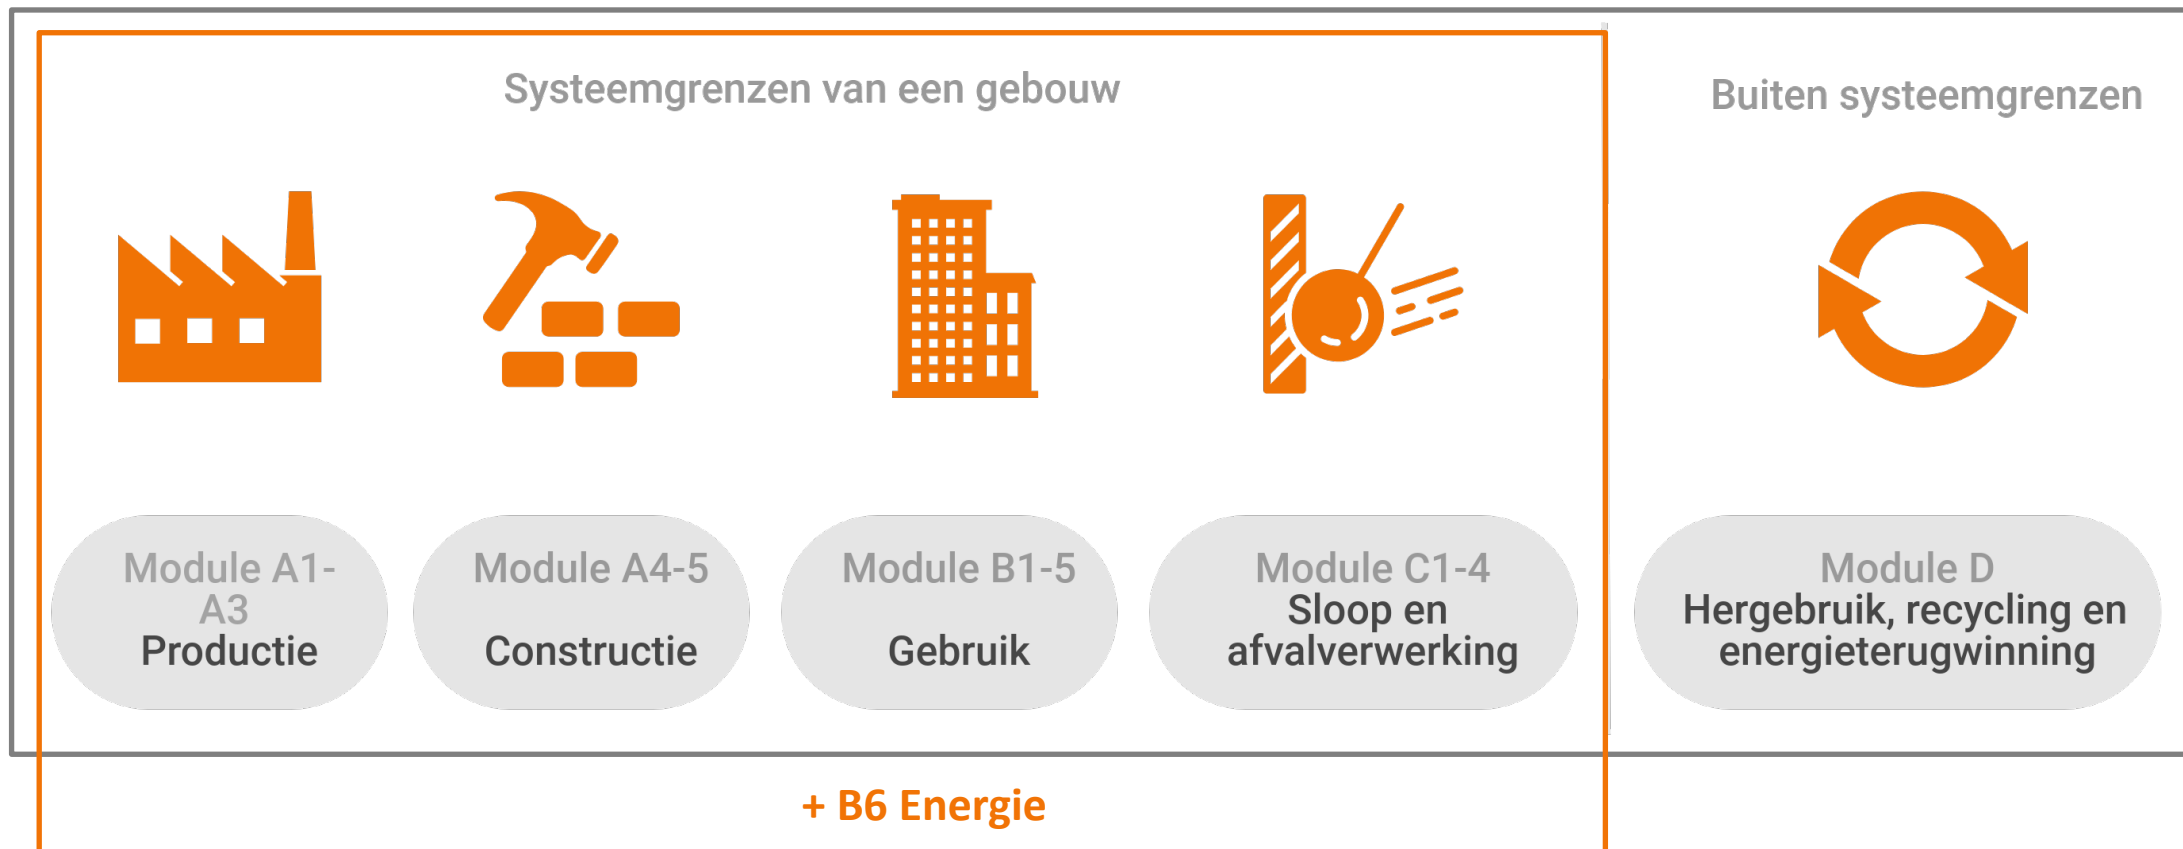 Systeemgrenzen van een gebouw
Buiten systeemgrenzen
Module A1-
A3
Productie
Module A4-5
Constructie
Module B1-5
Gebruik
Module C1-4
Sloop en
afvalverwerking
Module D
Hergebruik, recycling en
energieterugwinning
+ B6 Energie